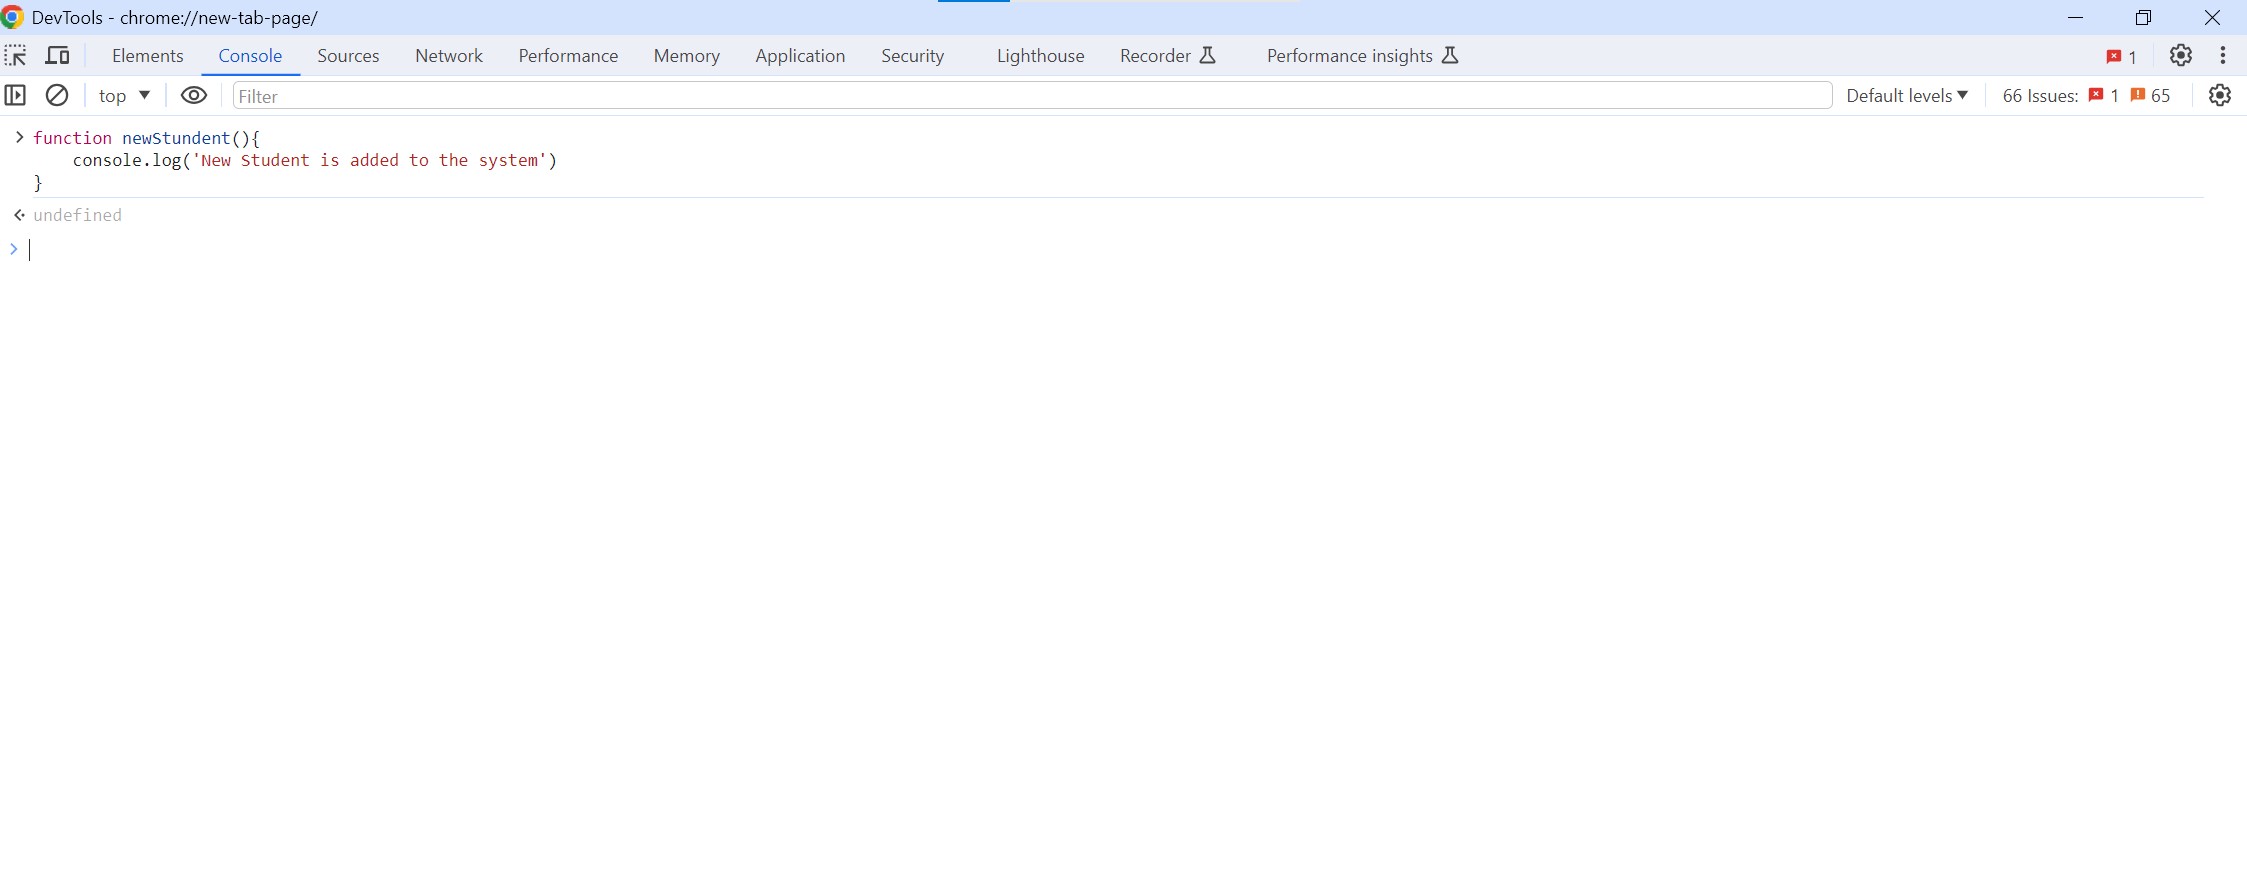 DevTools - chrome://new-tab-page/
Elements Console Sources Network Performance Memory Application Security Lighthouse Recorder Performance insights 1
top Filter Default levels 66 Issues: 1 65
function newStundent(){
    console.log('New Student is added to the system')
}
undefined